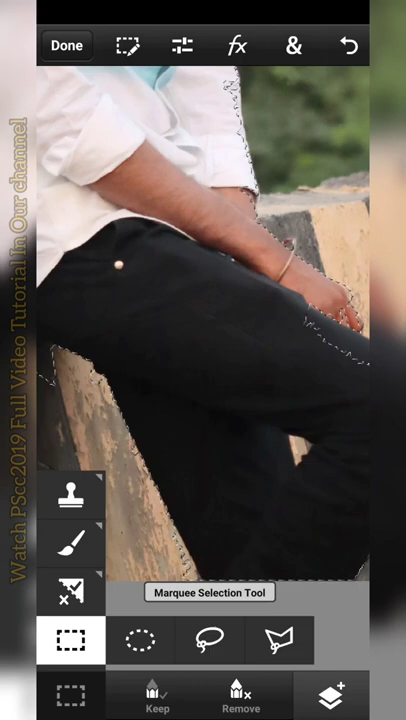 Done
fx
&
Watch PScc2019 Full Video Tutorial In Our channel
Marquee Selection Tool
Keep
Remove